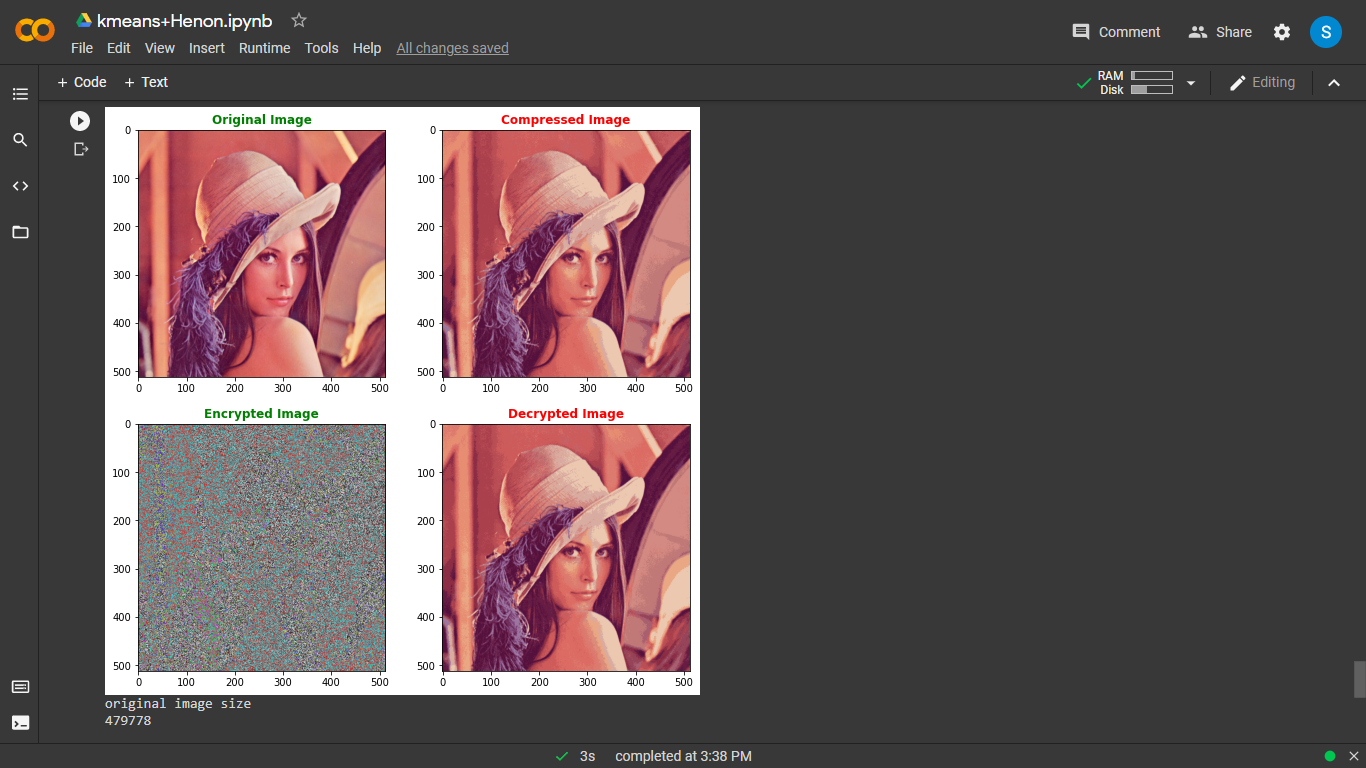 kmeans+Henon.ipynb
File Edit View Insert Runtime Tools Help All changes saved
Comment Share S
+ Code + Text
RAM
Disk
Editing
Original Image Compressed Image
0 0
100 100
200 200
300 300
400 400
500 500
0 100 200 300 400 500 0 100 200 300 400 500
Encrypted Image Decrypted Image
0 0
100 100
200 200
300 300
400 400
500 500
0 100 200 300 400 500 0 100 200 300 400 500
original image size
479778
3s completed at 3:38 PM